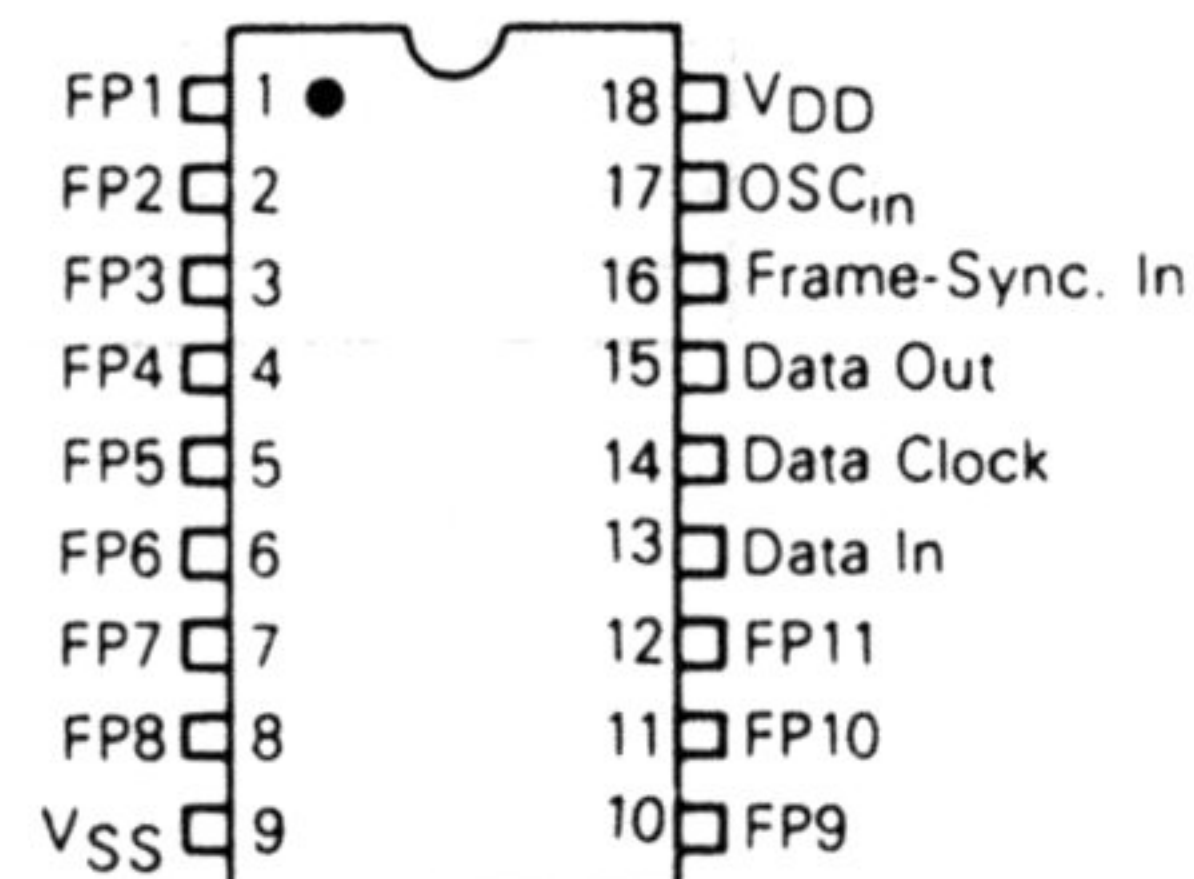 FP1 1 18 VDD
FP2 2 17 OSCin
FP3 3 16 Frame-Sync. In
FP4 4 15 Data Out
FP5 5 14 Data Clock
FP6 6 13 Data In
FP7 7 12 FP11
FP8 8 11 FP10
VSS 9 10 FP9